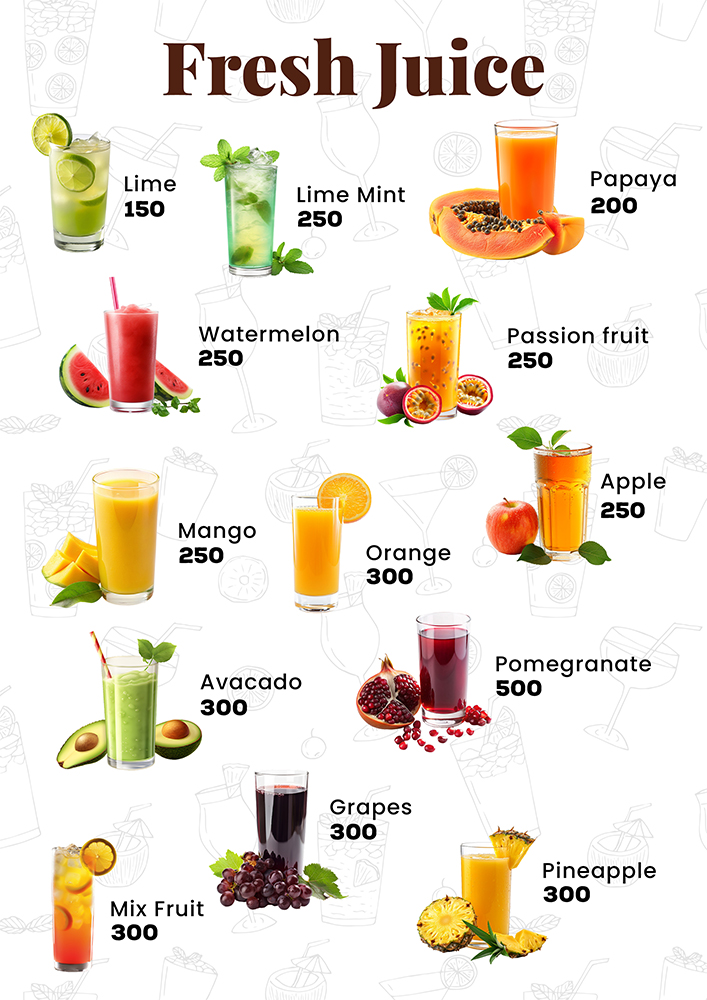 Fresh Juice
Lime
150
Lime Mint
250
Papaya
200
Watermelon
250
Passion fruit
250
Mango
250
Orange
300
Apple
250
Avacado
300
Pomegranate
500
Grapes
300
Mix Fruit
300
Pineapple
300